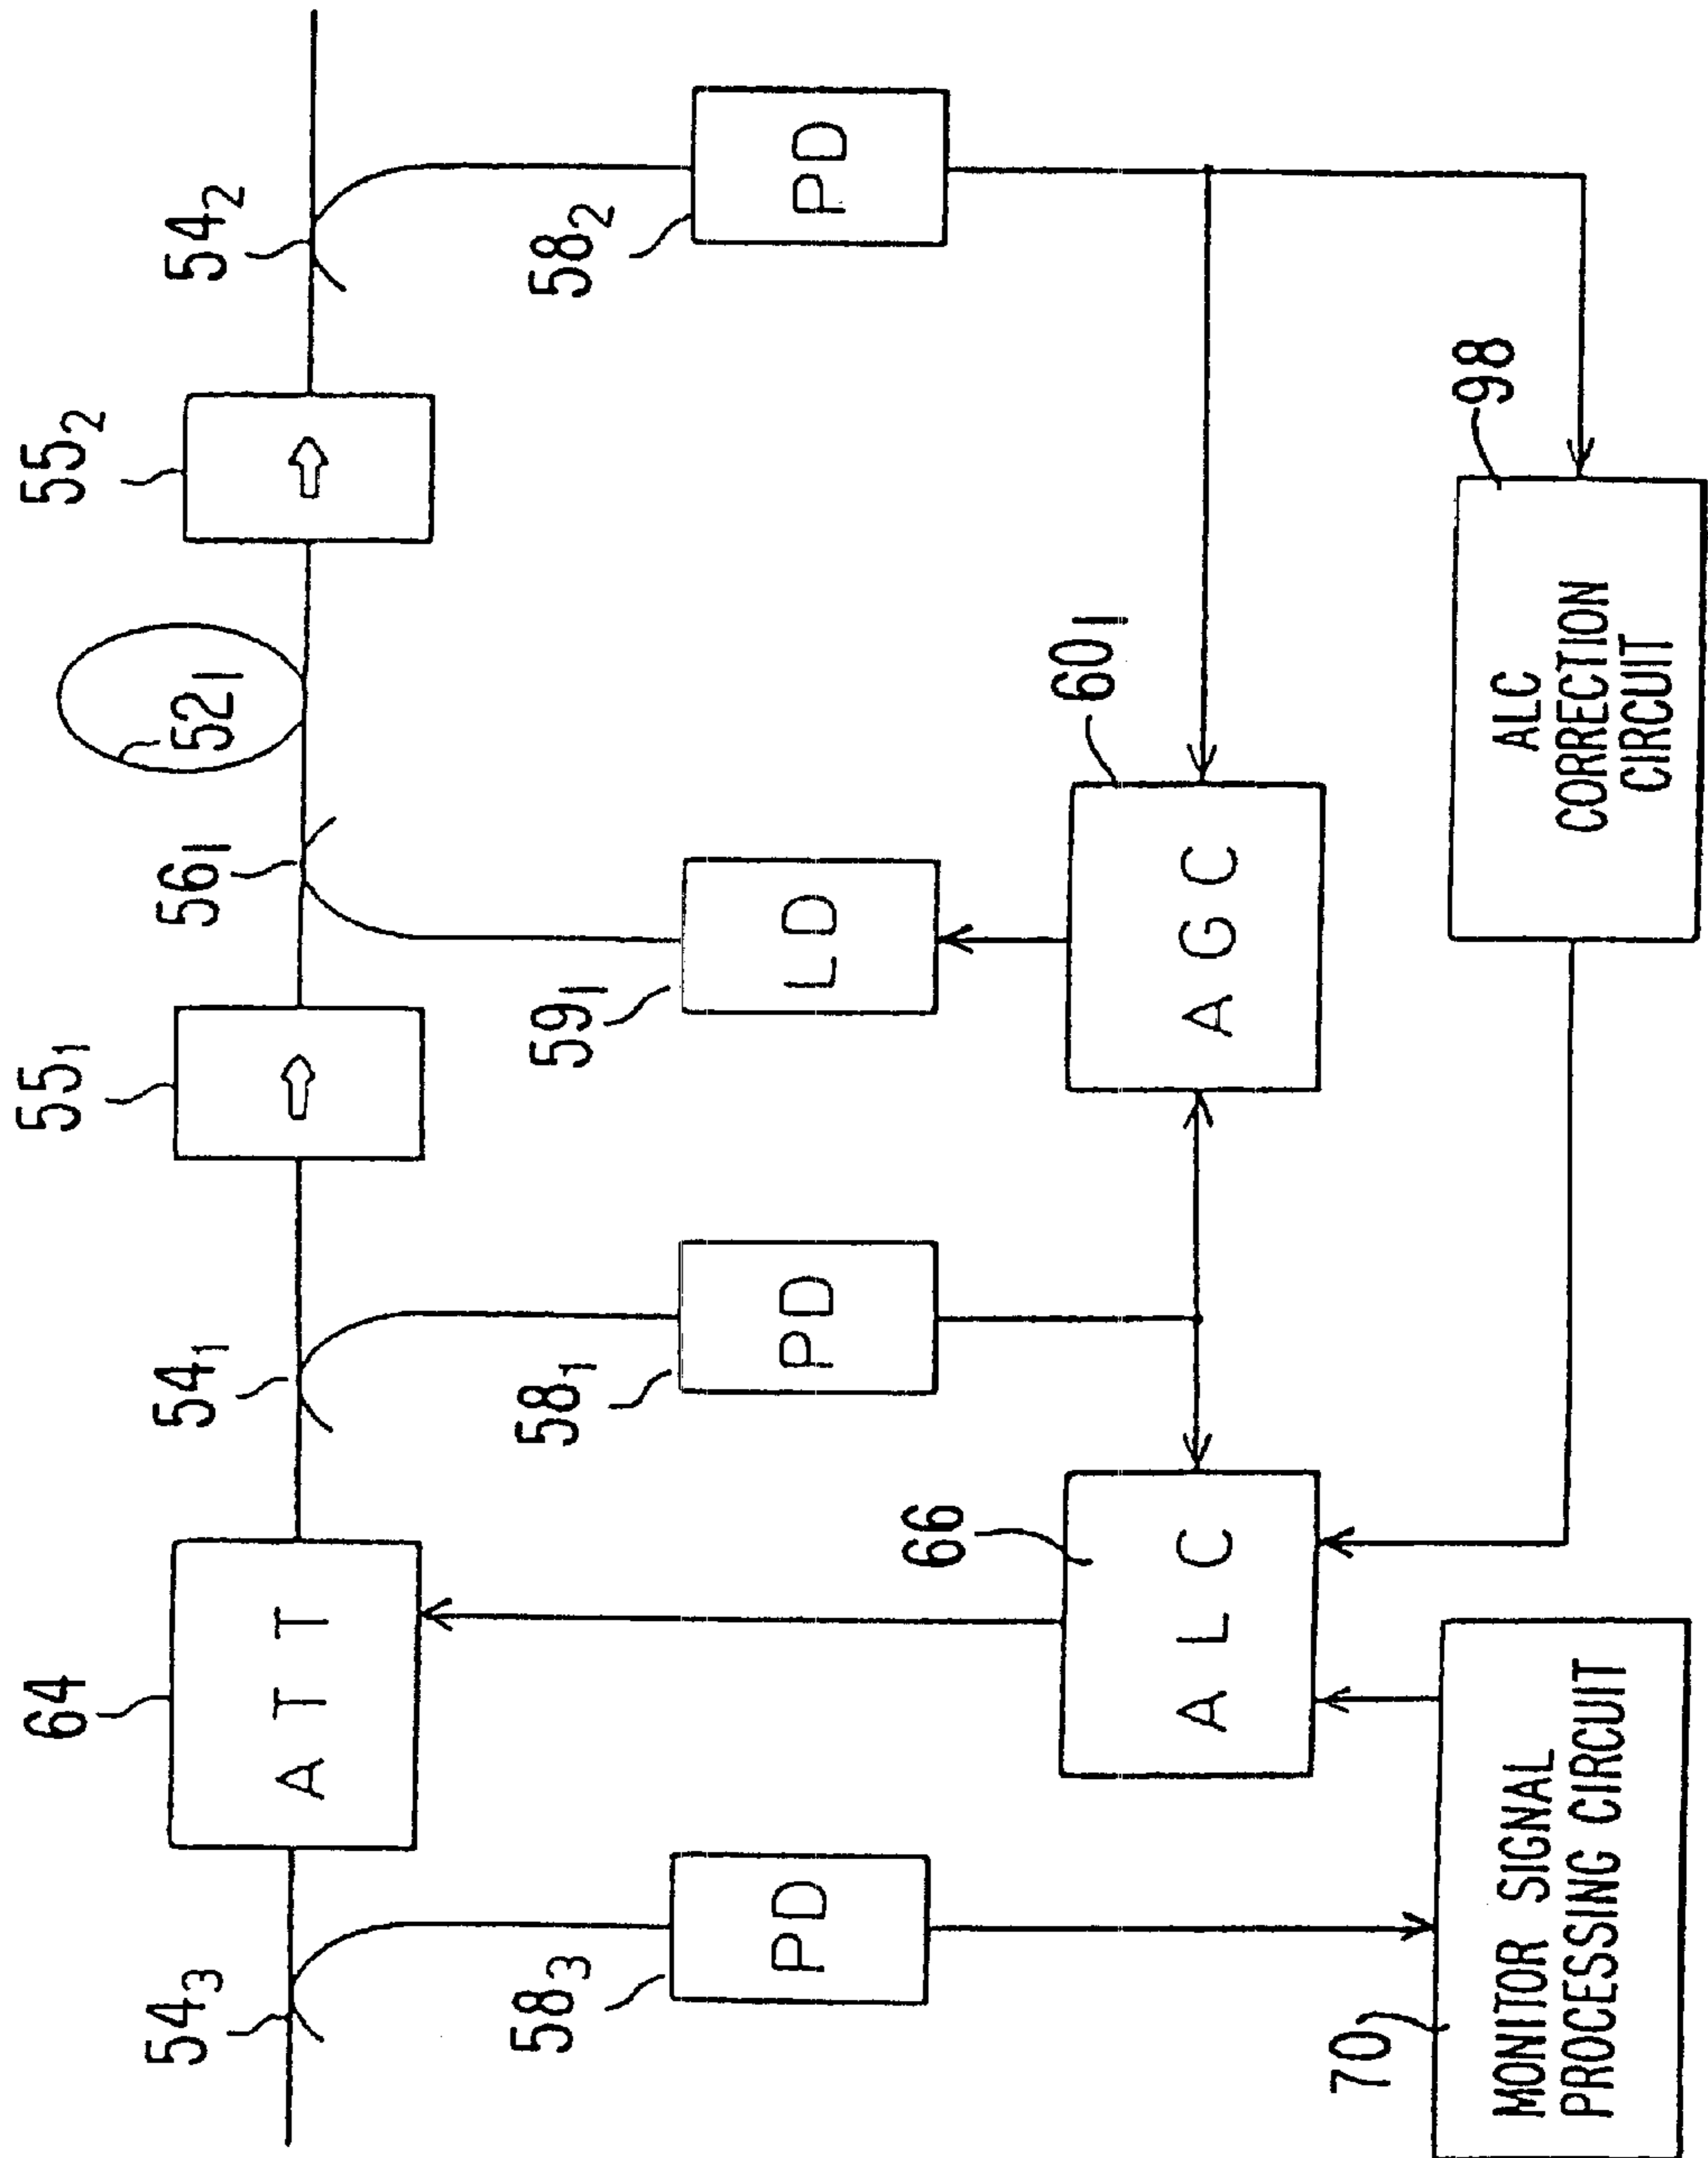 54₃
64
54₁
55₁
56₁
52₁
55₂
54₂
ATT
58₃
PD
58₁
PD
59₁
LD
58₂
PD
66
ALC
60₁
AGC
70
MONITOR SIGNAL
PROCESSING CIRCUIT
98
ALC
CORRECTION
CIRCUIT